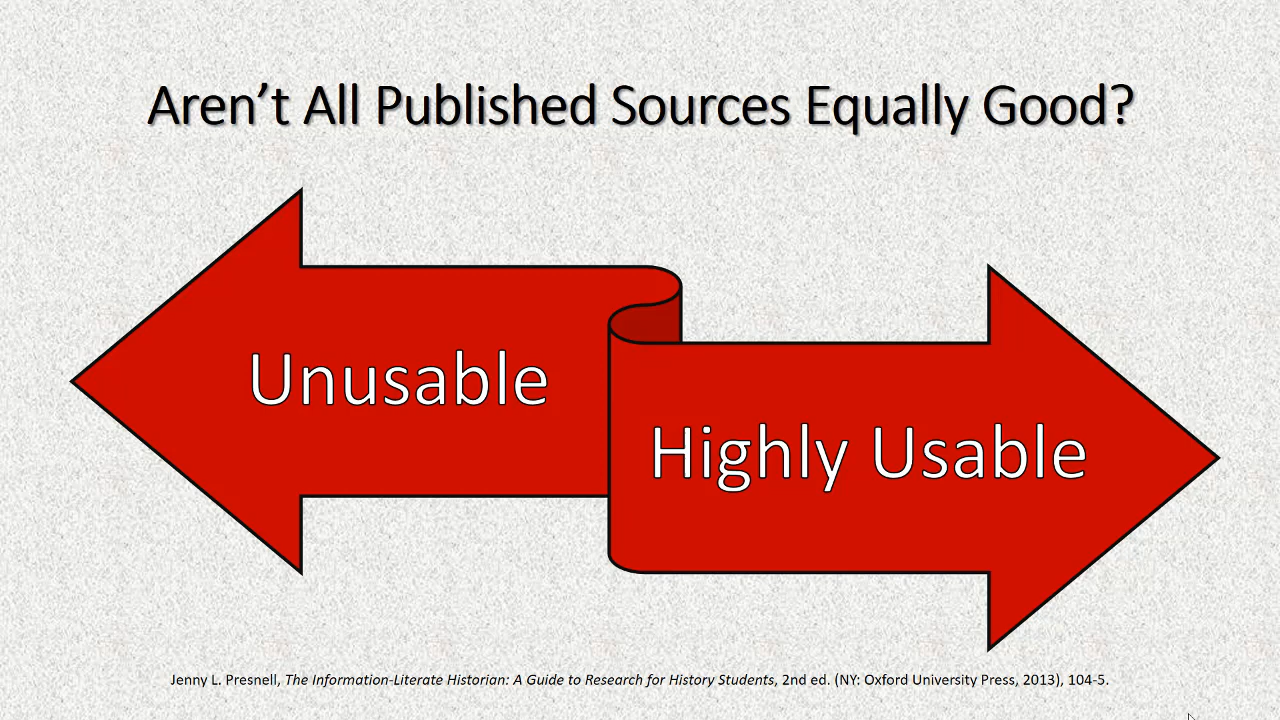 Aren’t All Published Sources Equally Good?
Unusable
Highly Usable
Jenny L. Presnell, The Information-Literate Historian: A Guide to Research for History Students, 2nd ed. (NY: Oxford University Press, 2013), 104-5.